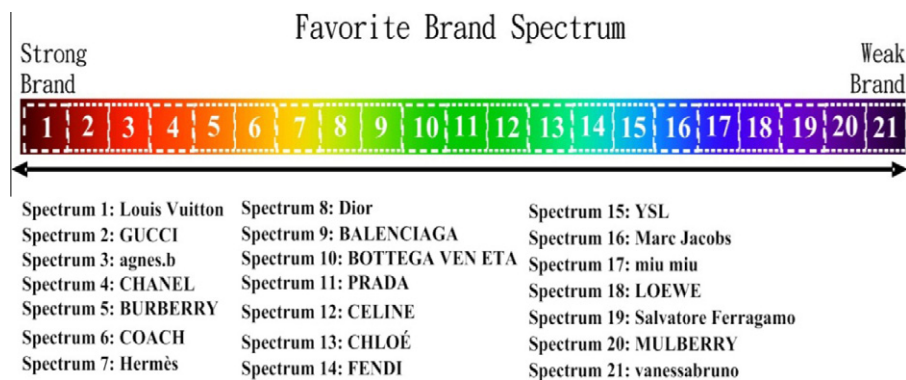 Favorite Brand Spectrum
Strong Brand
Weak Brand
1 2 3 4 5 6 7 8 9 10 11 12 13 14 15 16 17 18 19 20 21
Spectrum 1: Louis Vuitton
Spectrum 2: GUCCI
Spectrum 3: agnes.b
Spectrum 4: CHANEL
Spectrum 5: BURBERRY
Spectrum 6: COACH
Spectrum 7: Hermès
Spectrum 8: Dior
Spectrum 9: BALENCIAGA
Spectrum 10: BOTTEGA VEN ETA
Spectrum 11: PRADA
Spectrum 12: CELINE
Spectrum 13: CHLOÉ
Spectrum 14: FENDI
Spectrum 15: YSL
Spectrum 16: Marc Jacobs
Spectrum 17: miu miu
Spectrum 18: LOEWE
Spectrum 19: Salvatore Ferragamo
Spectrum 20: MULBERRY
Spectrum 21: vanessabruno